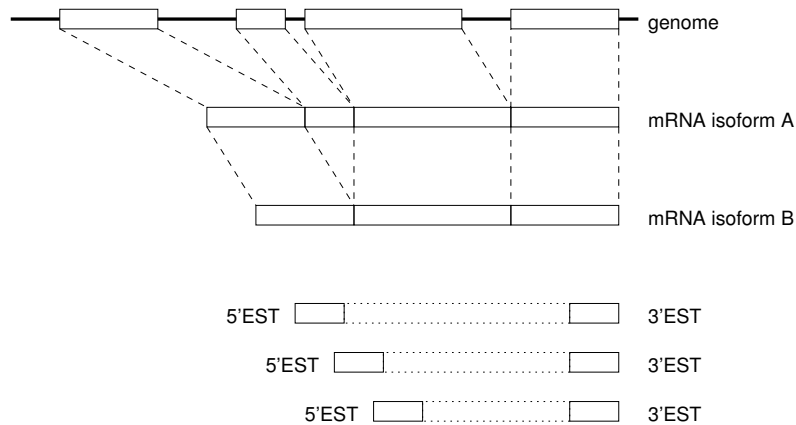 genome
mRNA isoform A
mRNA isoform B
5'EST 3'EST
5'EST 3'EST
5'EST 3'EST